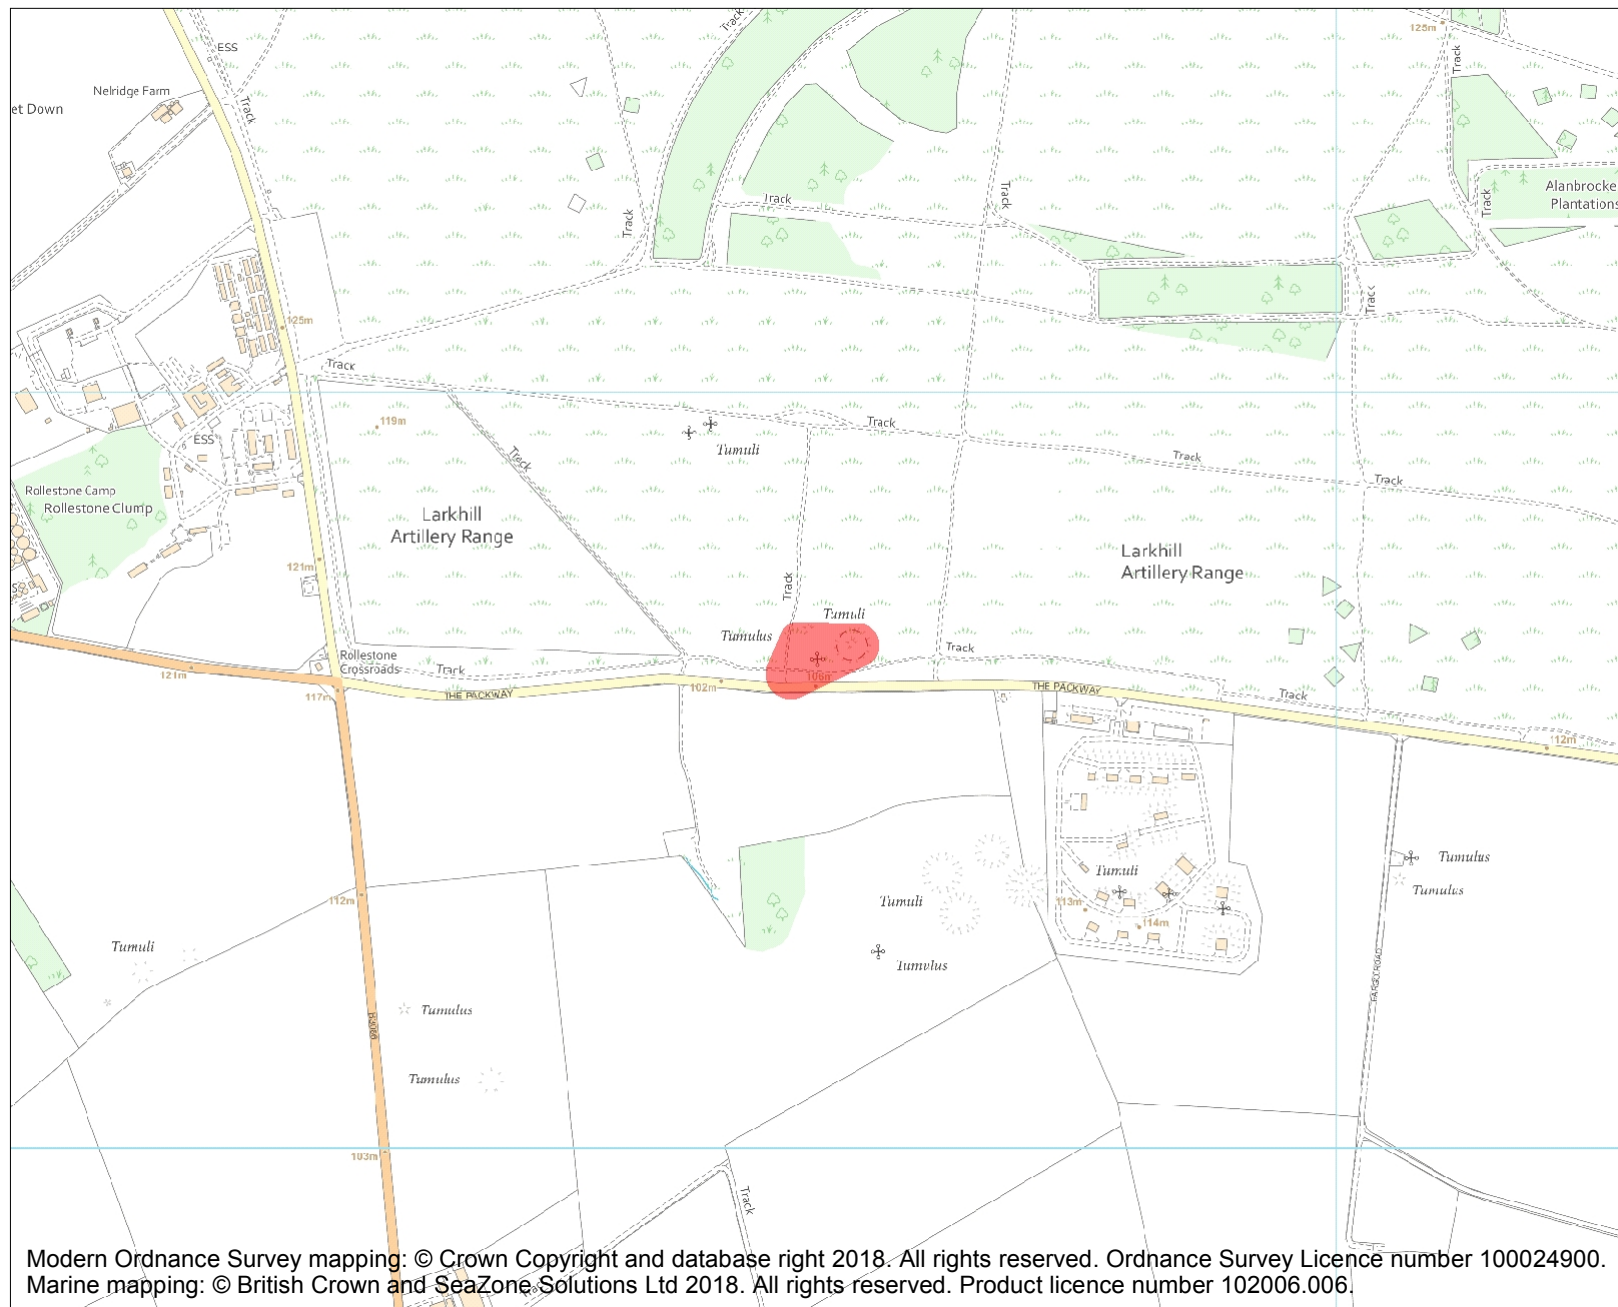 Track
125m
ESS
Track
Nelridge Farm
et Down
Track
Track
Track
Track
Track
Alanbrooke
Plantations
Track
125m
Track
119m
Track
Track
Tumuli
Track
Track
Track
ESS
Rollestone Camp
Rollestone Clump
Larkhill
Artillery Range
Larkhill
Artillery Range
121m
Track
Tumuli
Tumulus
Rollestone
Crossroads
Track
Track
121m
117m
THE PACKWAY
102m
106m
THE PACKWAY
Track
112m
Tumuli
Tumulus
Tumulus
112m
Tumuli
113m
114m
Tumuli
Tumulus
Tumulus
B3086
Tumulus
103m
Track
Modern Ordnance Survey mapping: © Crown Copyright and database right 2018. All rights reserved. Ordnance Survey Licence number 100024900.
Marine mapping: © British Crown and SeaZone Solutions Ltd 2018. All rights reserved. Product licence number 102006.006.